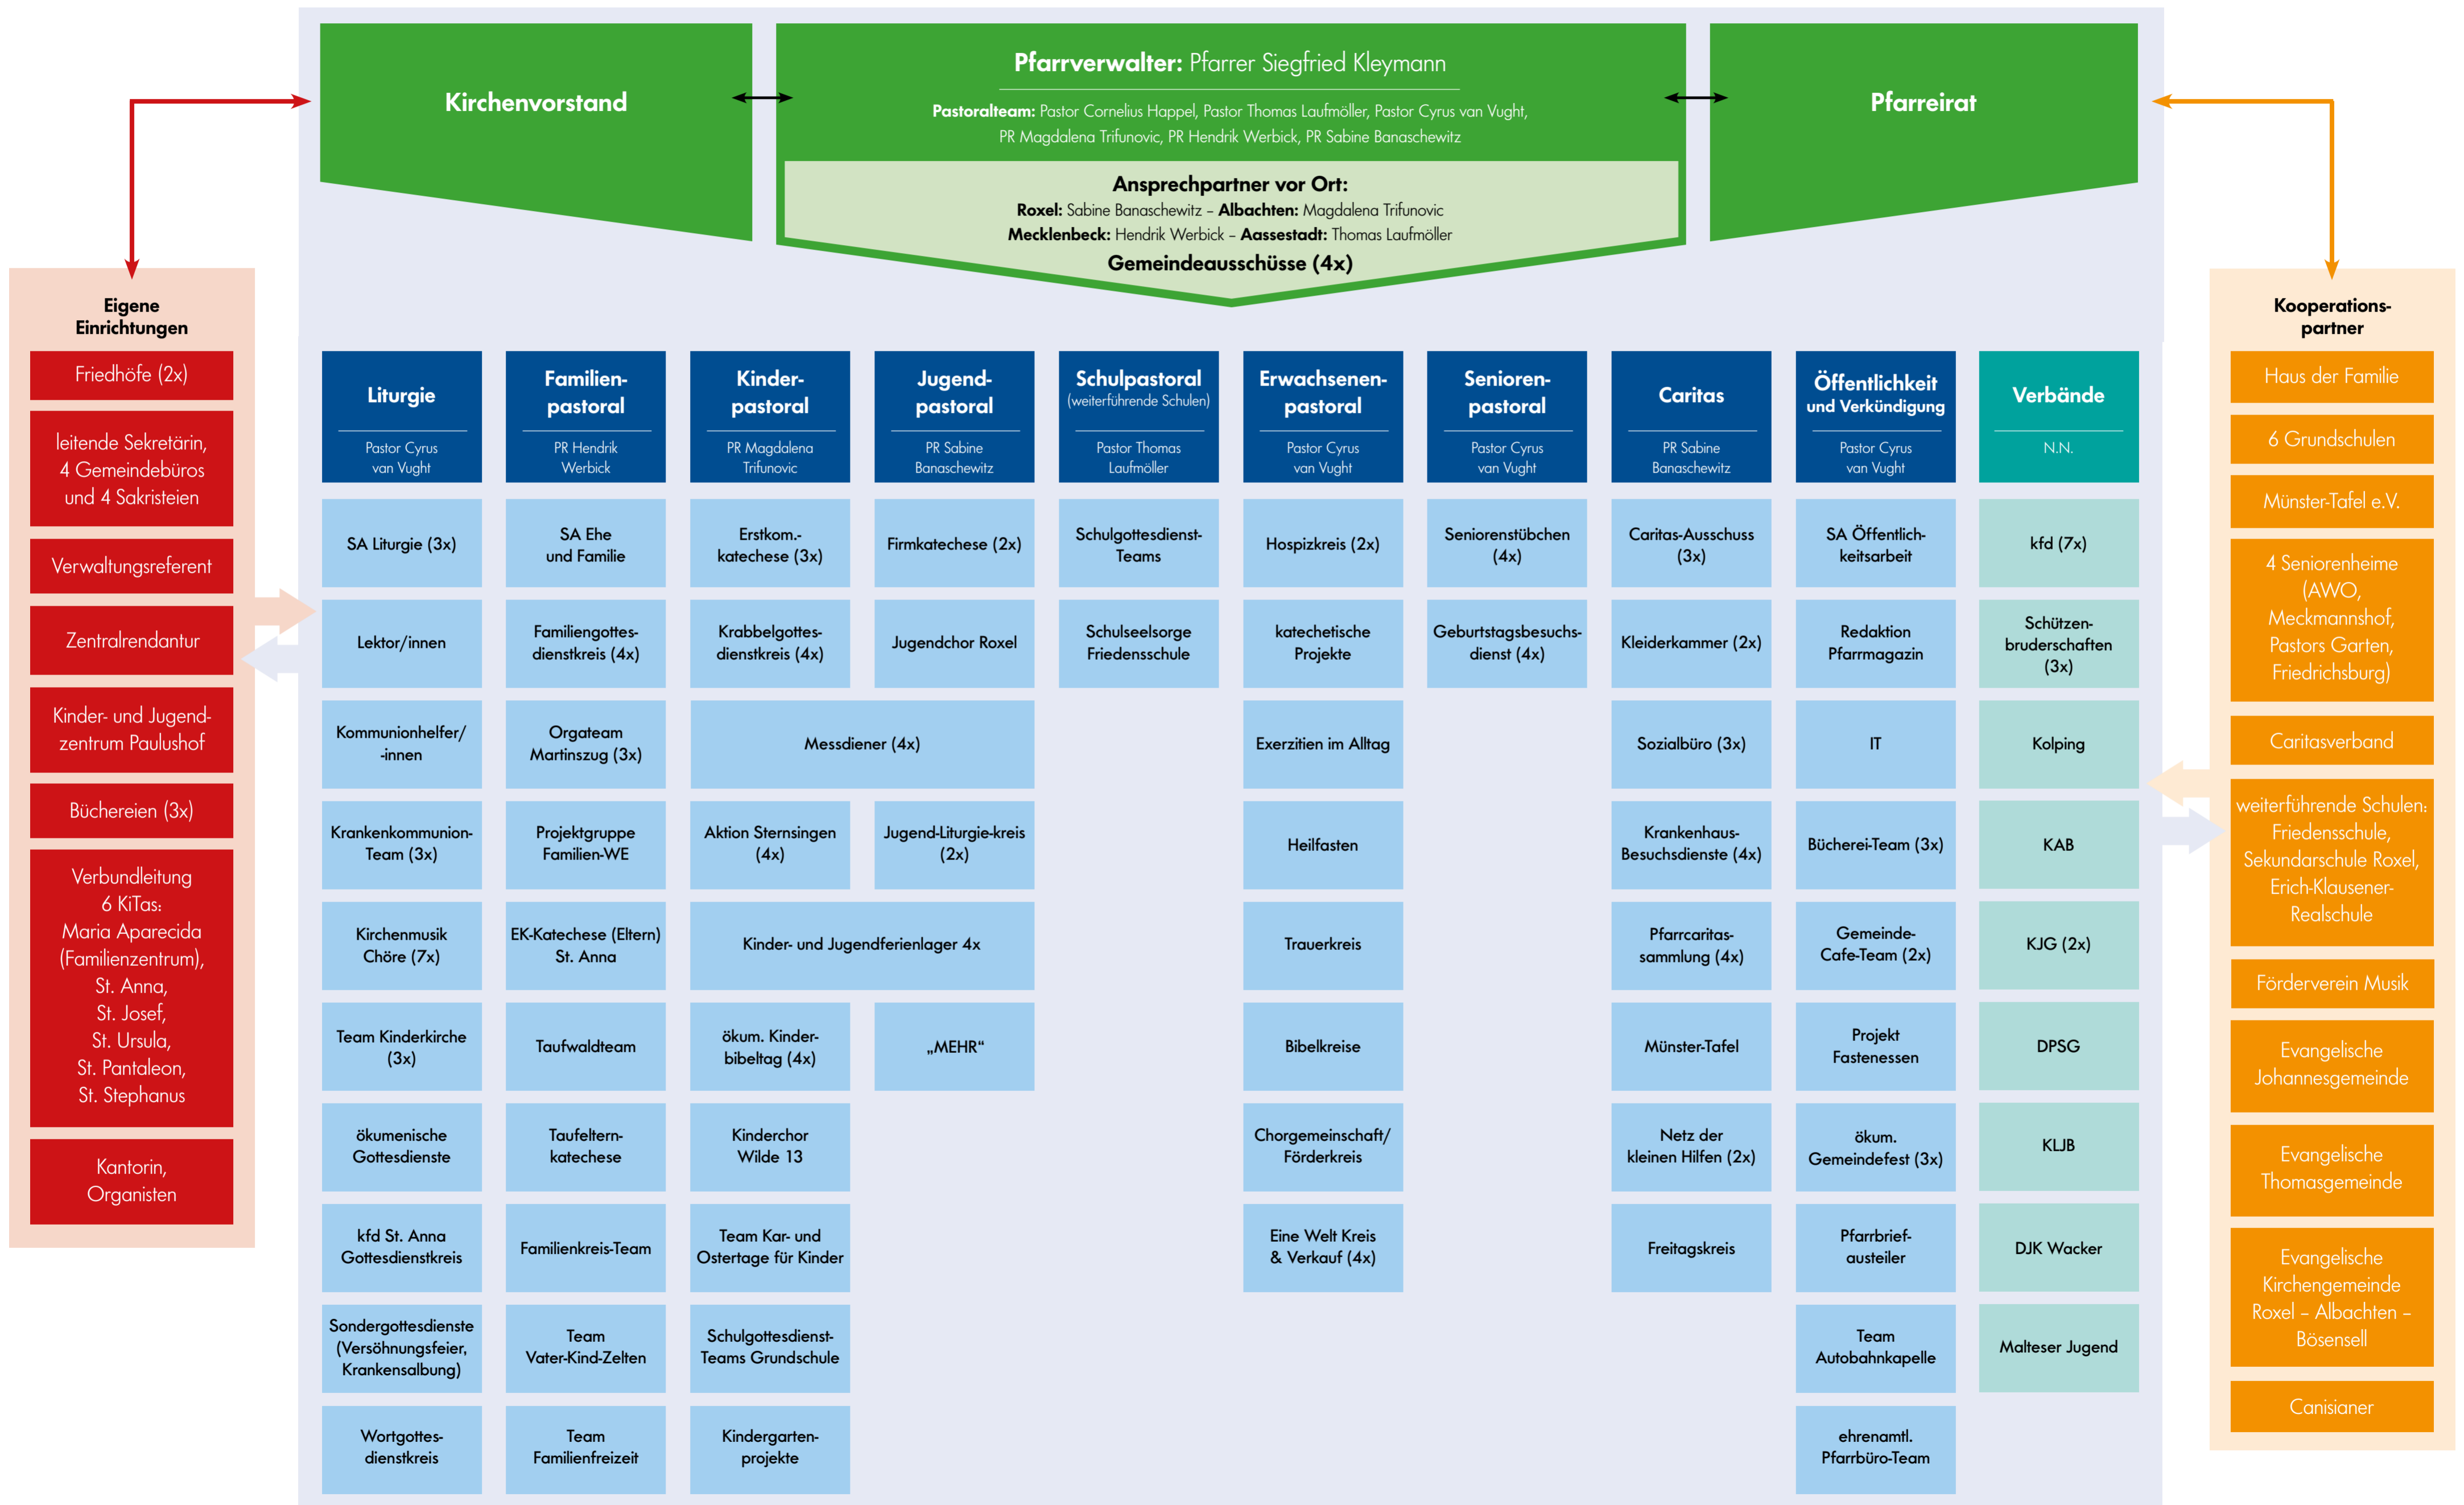 Kirchenvorstand
Pfarrverwalter: Pfarrer Siegfried Kleymann
Pastoralteam: Pastor Cornelius Happel, Pastor Thomas Laufmöller, Pastor Cyrus van Vught,
PR Magdalena Trifunovic, PR Hendrik Werbick, PR Sabine Banaschewitz
Ansprechpartner vor Ort:
Roxel: Sabine Banaschewitz – Albachten: Magdalena Trifunovic
Mecklenbeck: Hendrik Werbick – Aassestadt: Thomas Laufmöller
Gemeindeausschüsse (4x)
Pfarreirat
Eigene
Einrichtungen
Friedhöfe (2x)
leitende Sekretärin,
4 Gemeindebüros
und 4 Sakristeien
Verwaltungsreferent
Zentralrendantur
Kinder- und Jugend-
zentrum Paulushof
Büchereien (3x)
Verbundleitung
6 KiTas:
Maria Aparecida
(Familienzentrum),
St. Anna,
St. Josef,
St. Ursula,
St. Pantaleon,
St. Stephanus
Kantorin,
Organisten
Liturgie
Pastor Cyrus
van Vught
SA Liturgie (3x)
Lektor/innen
Kommunionhelfer/
-innen
Krankenkommunion-
Team (3x)
Kirchenmusik
Chöre (7x)
Team Kinderkirche
(3x)
ökumenische
Gottesdienste
kfd St. Anna
Gottesdienstkreis
Sondergottesdienste
(Versöhnungsfeier,
Krankensalbung)
Wortgottes-
dienstkreis
Familien-
pastoral
PR Hendrik
Werbick
SA Ehe
und Familie
Familiengottes-
dienstkreis (4x)
Orgateam
Martinszug (3x)
Projektgruppe
Familien-WE
EK-Katechese (Eltern)
St. Anna
Taufwaldteam
Taufeltern-
katechese
Familienkreis-Team
Team
Vater-Kind-Zelten
Team
Familienfreizeit
Kinder-
pastoral
PR Magdalena
Trifunovic
Erstkom.-
katechese (3x)
Krabbelgottes-
dienstkreis (4x)
Messdiener (4x)
Aktion Sternsingen
(4x)
Kinder- und Jugendferienlager 4x
ökum. Kinder-
bibeltag (4x)
Kinderchor
Wilde 13
Team Kar- und
Ostertage für Kinder
Schulgottesdienst-
Teams Grundschule
Kindergarten-
projekte
Jugend-
pastoral
PR Sabine
Banaschewitz
Firmkatechese (2x)
Jugendchor Roxel
Jugend-Liturgie-kreis
(2x)
„MEHR“
Schulpastoral
(weiterführende Schulen)
Pastor Thomas
Laufmöller
Schulgottesdienst-
Teams
Schulseelsorge
Friedensschule
Erwachsenen-
pastoral
Pastor Cyrus
van Vught
Hospizkreis (2x)
katechetische
Projekte
Exerzitien im Alltag
Heilfasten
Trauerkreis
Bibelkreise
Chorgemeinschaft/
Förderkreis
Eine Welt Kreis
& Verkauf (4x)
Senioren-
pastoral
Pastor Cyrus
van Vught
Seniorenstübchen
(4x)
Geburtstagsbesuchs-
dienst (4x)
Caritas
PR Sabine
Banaschewitz
Caritas-Ausschuss
(3x)
Kleiderkammer (2x)
Sozialbüro (3x)
Krankenhaus-
Besuchsdienste (4x)
Pfarrcaritas-
sammlung (4x)
Münster-Tafel
Netz der
kleinen Hilfen (2x)
Freitagskreis
Öffentlichkeit
und Verkündigung
Pastor Cyrus
van Vught
SA Öffentlich-
keitsarbeit
Redaktion
Pfarrmagazin
IT
Bücherei-Team (3x)
Gemeinde-
Cafe-Team (2x)
Projekt
Fastenessen
ökum.
Gemeindefest (3x)
Pfarrbrief-
austeiler
Team
Autobahnkapelle
ehrenamtl.
Pfarrbüro-Team
Verbände
N.N.
kfd (7x)
Schützen-
bruderschaften
(3x)
Kolping
KAB
KJG (2x)
DPSG
KLJB
DJK Wacker
Malteser Jugend
Kooperations-
partner
Haus der Familie
6 Grundschulen
Münster-Tafel e.V.
4 Seniorenheime
(AWO,
Meckmannshof,
Pastors Garten,
Friedrichsburg)
Caritasverband
weiterführende Schulen:
Friedensschule,
Sekundarschule Roxel,
Erich-Klausener-
Realschule
Förderverein Musik
Evangelische
Johannesgemeinde
Evangelische
Thomasgemeinde
Evangelische
Kirchengemeinde
Roxel – Albachten –
Bösensell
Canisianer